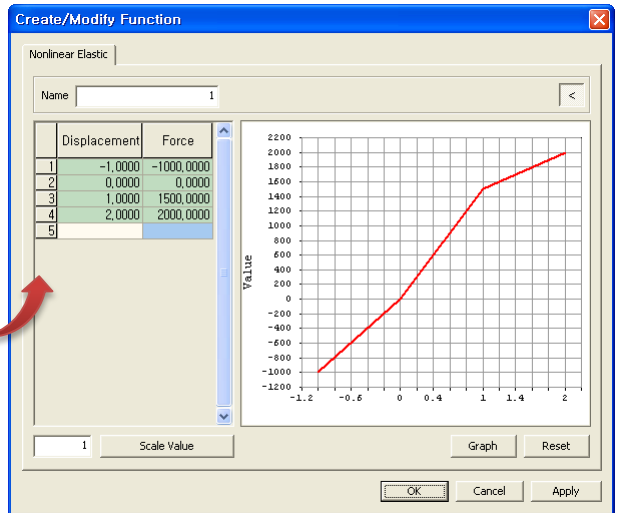 Create/Modify Function
Nonlinear Elastic
Name 1 <
Displacement Force
1 -1,0000 -1000,0000
2 0,0000 0,0000
3 1,0000 1500,0000
4 2,0000 2000,0000
5
2200
2000
1800
1600
1400
1200
1000
800
600
400
200
0
-200
-400
-600
-800
-1000
-1200
Value
-1.2 -0.6 0 0.4 1 1.4 2
1 Scale Value Graph Reset
OK Cancel Apply